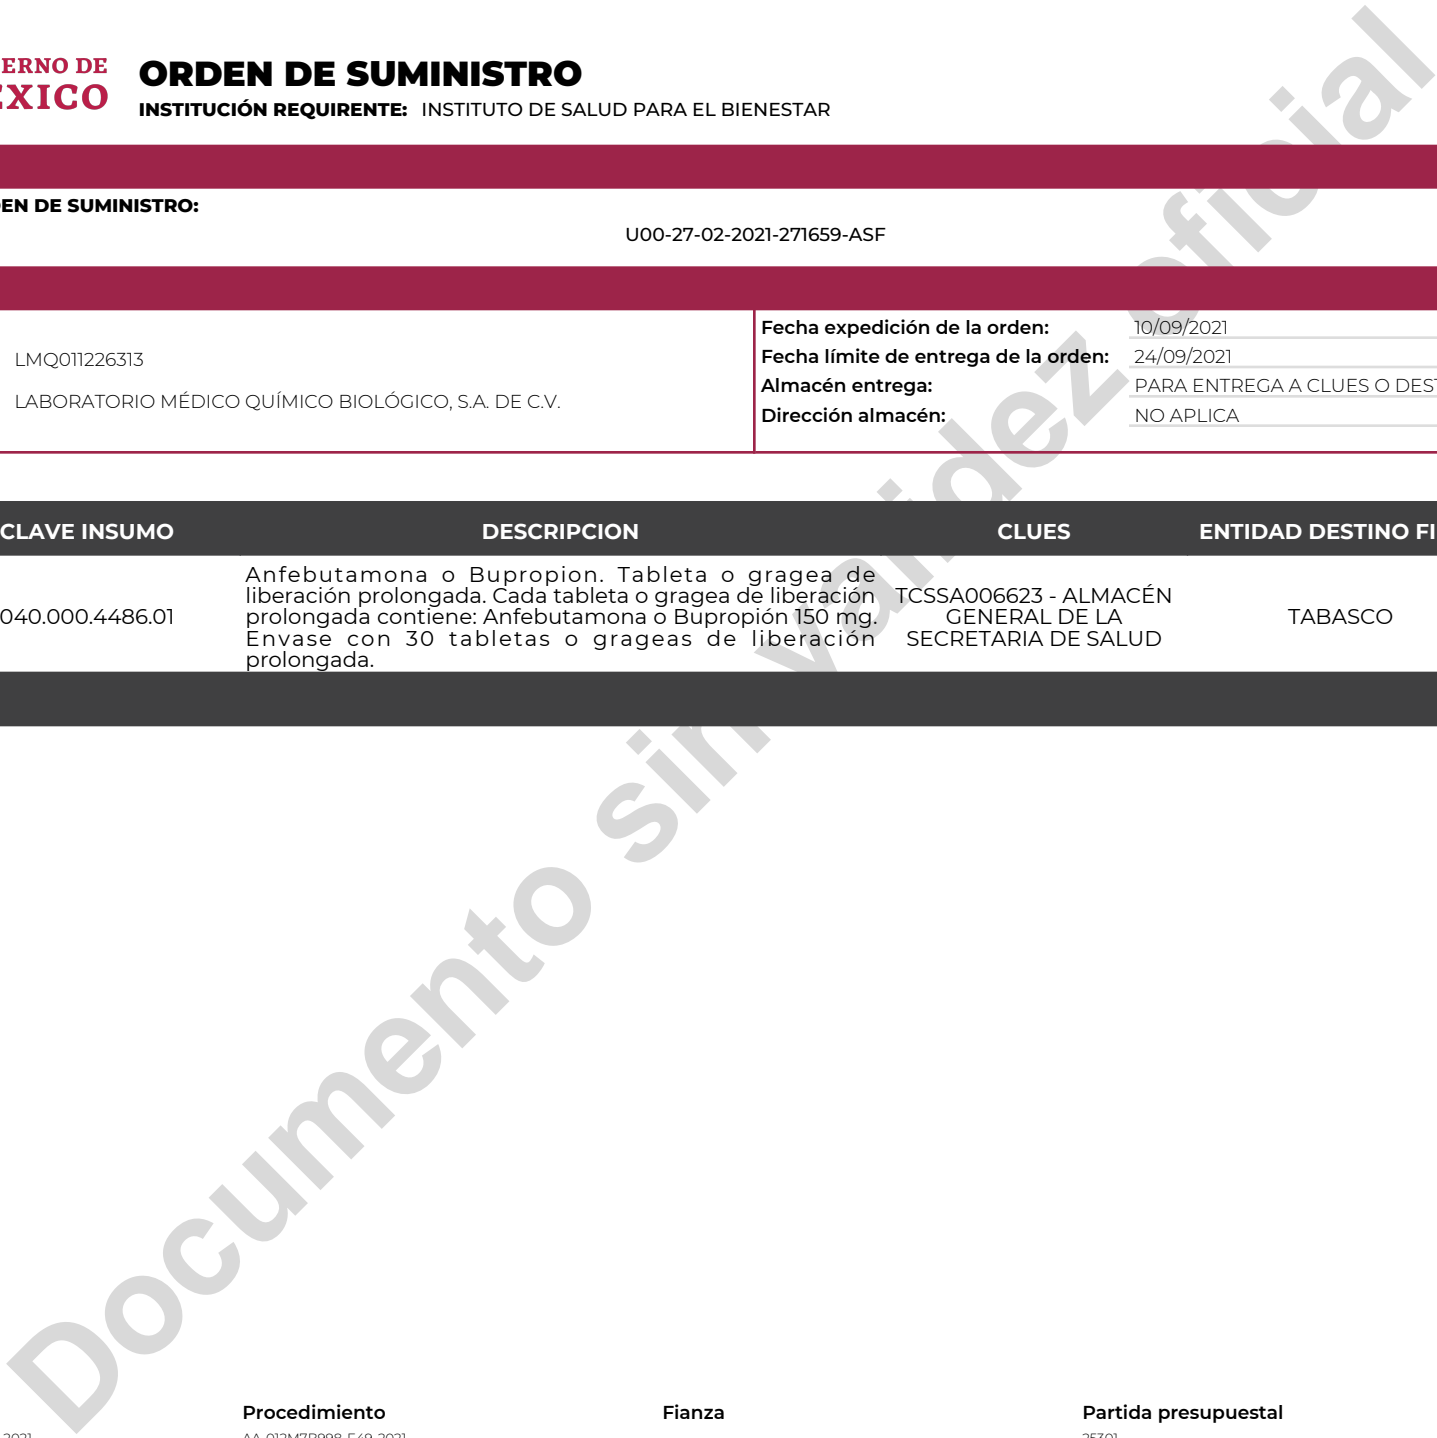 ERNO DE
ORDEN DE SUMINISTRO
INSTITUCIÓN REQUIRENTE: INSTITUTO DE SALUD PARA EL BIENESTAR
EN DE SUMINISTRO:
U00-27-02-2021-271659-ASF
LMQ011226313
LABORATORIO MÉDICO QUÍMICO BIOLÓGICO, S.A. DE C.V.
Fecha expedición de la orden: 10/09/2021
Fecha límite de entrega de la orden: 24/09/2021
Almacén entrega: PARA ENTREGA A CLUES O DEST
Dirección almacén: NO APLICA
CLAVE INSUMO DESCRIPCION CLUES ENTIDAD DESTINO FI
040.000.4486.01
Anfebutamona o Bupropion. Tableta o gragea de
liberación prolongada. Cada tableta o gragea de liberación
prolongada contiene: Anfebutamona o Bupropión 150 mg.
Envase con 30 tabletas o grageas de liberación
prolongada.
TCSSA006623 - ALMACÉN
GENERAL DE LA
SECRETARIA DE SALUD
TABASCO
Documento sin validez oficial
Procedimiento Fianza Partida presupuestal